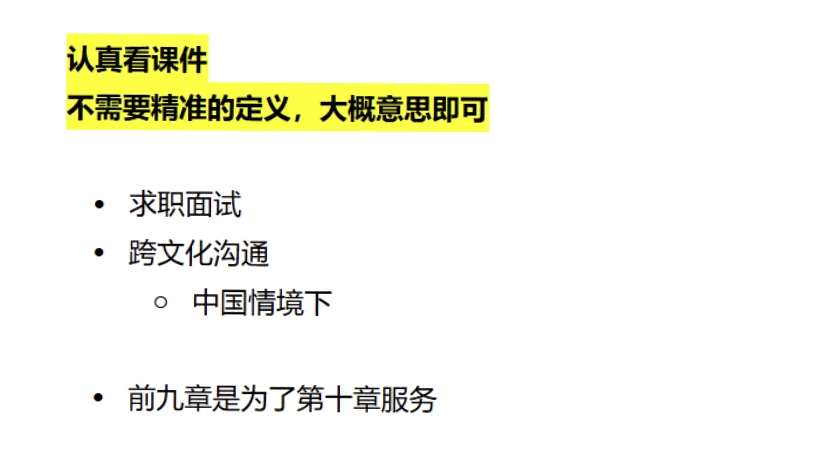 认真看课件
不需要精准的定义，大概意思即可
• 求职面试
• 跨文化沟通
○ 中国情境下
• 前九章是为了第十章服务